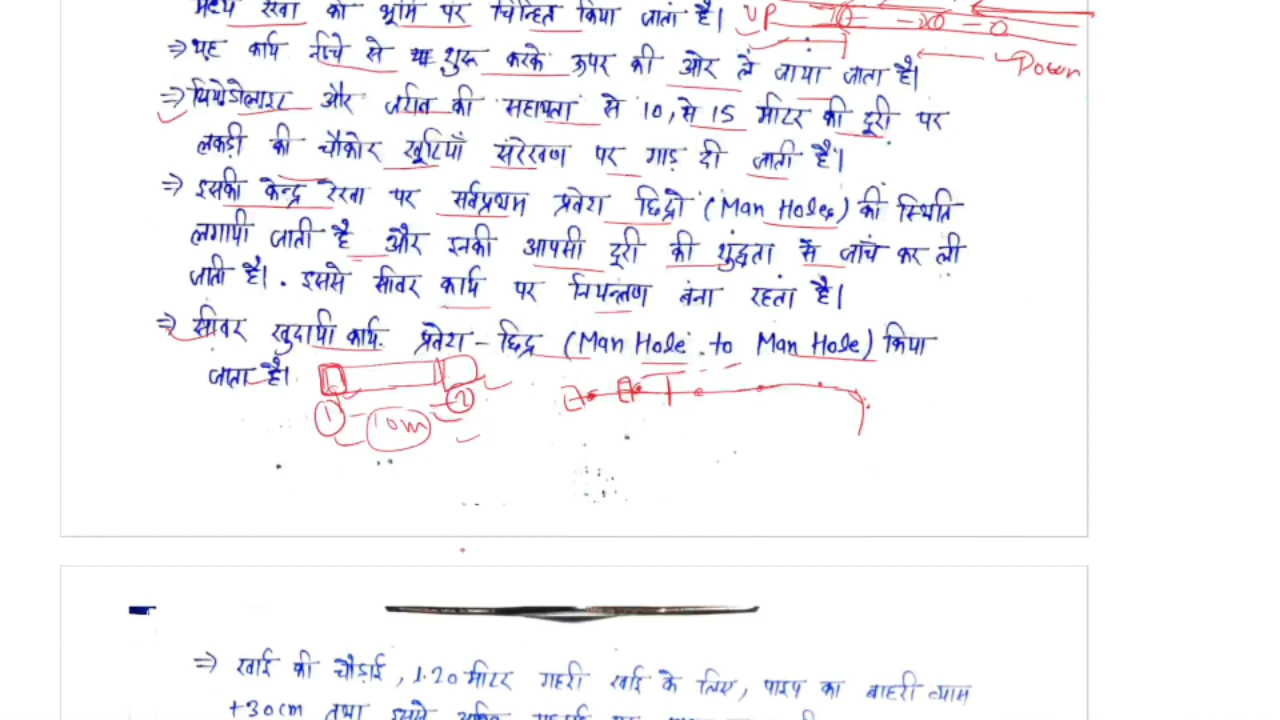 मध्य रेखा को भूमि पर चिन्हित किया जाता है।
UP
Down
⇒ यह कार्य नीचे से शुरू करके ऊपर की ओर ले जाया जाता है।
⇒ थियोडोलाइट और जरीब की सहायता से 10, से 15 मीटर की दूरी पर
लकड़ी की चौकोर खूटियाँ संरेखण पर गाड़ दी जाती है।
⇒ इसकी केन्द्र रेखा पर सर्वप्रथम प्रवेश छिद्रो (Man Holes) की स्थिति
लगायी जाती है और इनकी आपसी दूरी की शुद्धता से जाँच कर ली
जाती है। . इससे सीवर कार्य पर नियन्त्रण बना रहता है।
⇒ सीवर खुदायी कार्य. प्रवेश - छिद्र (Man Hole. to Man Hole) किया
जाता है।
1 10m 2
⇒ खाई की चौड़ाई, 1.20 मीटर गहरी खाई के लिए, पाइप का बाहरी व्यास
+30cm तथा इससे अधिक